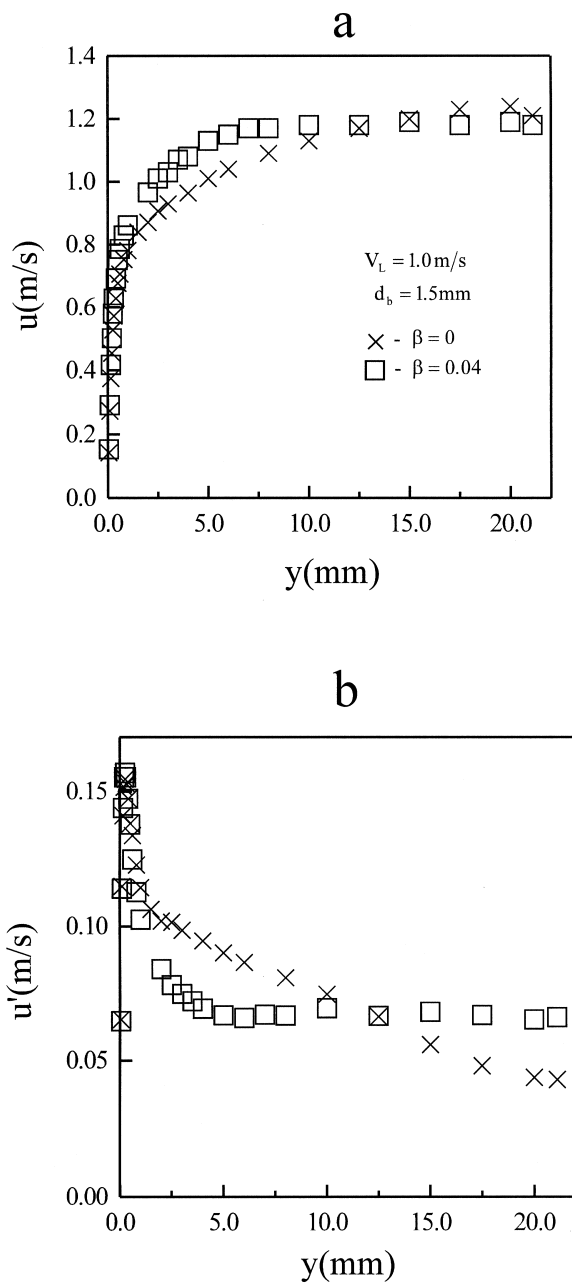 a
1.4
1.2
1.0
0.8
0.6
0.4
0.2
0.0
u(m/s)
V_L = 1.0 m/s
d_b = 1.5mm
× - β = 0
□ - β = 0.04
0.0 5.0 10.0 15.0 20.0
y(mm)
b
0.15
0.10
0.05
0.00
u'(m/s)
0.0 5.0 10.0 15.0 20.0
y(mm)